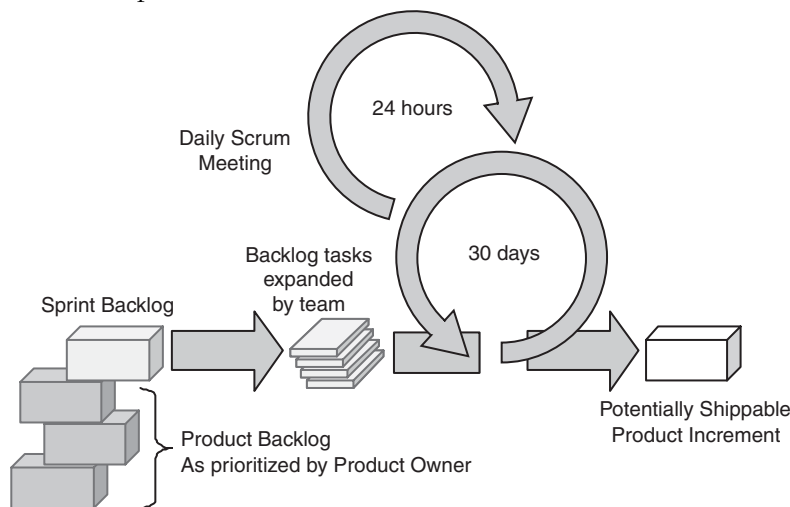 24 hours
Daily Scrum
Meeting
30 days
Backlog tasks
expanded
by team
Sprint Backlog
Potentially Shippable
Product Increment
Product Backlog
As prioritized by Product Owner